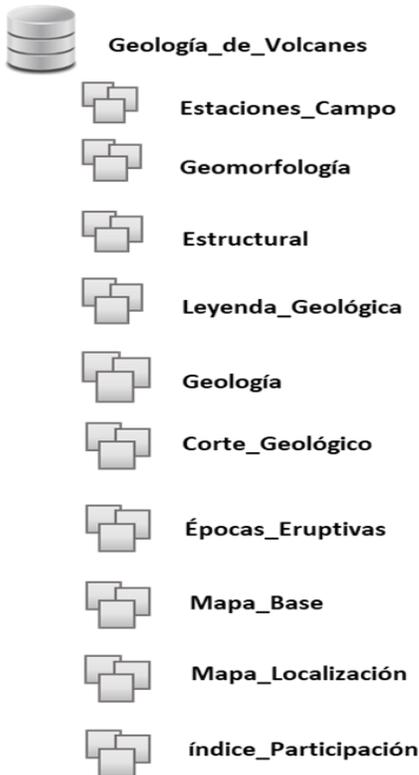 Geología_de_Volcanes
Estaciones_Campo
Geomorfología
Estructural
Leyenda_Geológica
Geología
Corte_Geológico
Épocas_Eruptivas
Mapa_Base
Mapa_Localización
índice_Participación